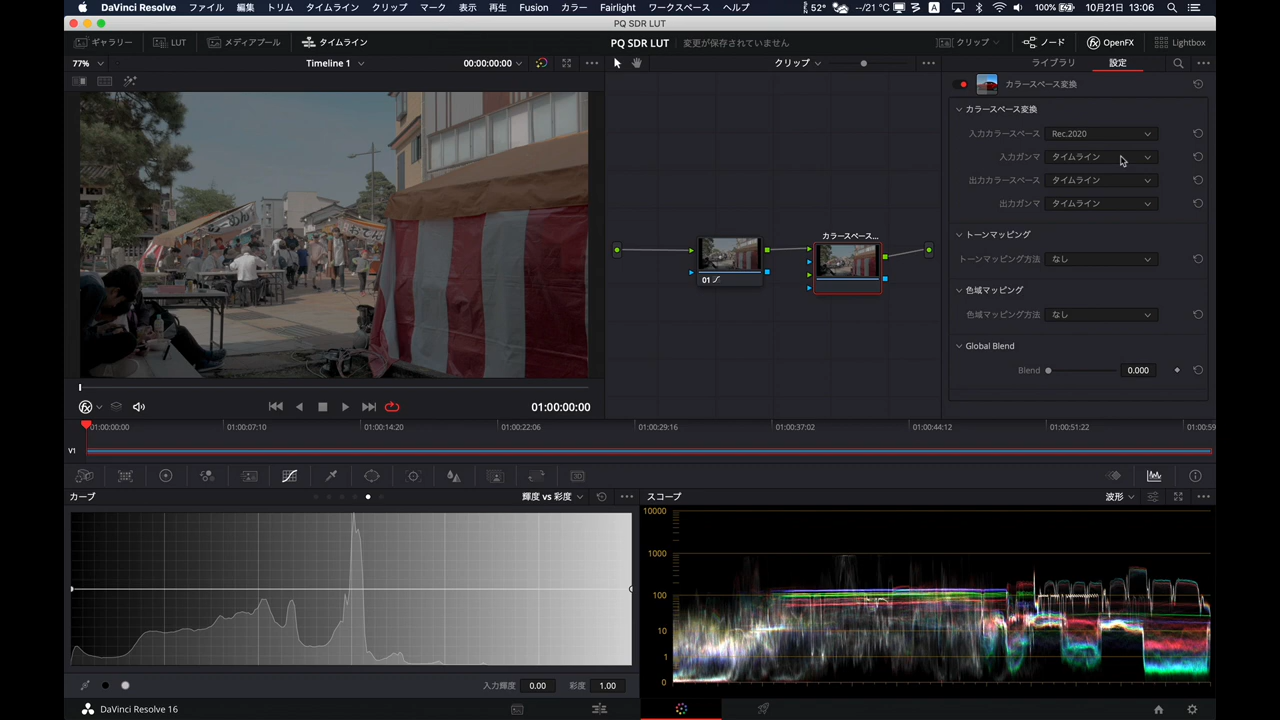 DaVinci Resolve ファイル 編集 トリム タイムライン クリップ マーク 表示 再生 Fusion カラー Fairlight ワークスペース ヘルプ 52° --/21 °C A 100% 10月21日 13:06
PQ SDR LUT
ギャラリー LUT メディアプール タイムライン PQ SDR LUT 変更が保存されていません クリップ ノード OpenFX Lightbox
77% Timeline 1 00:00:00:00 クリップ ライブラリ 設定
カラースペース変換
カラースペース変換
入力カラースペース Rec.2020
入力ガンマ タイムライン
出力カラースペース タイムライン
出力ガンマ タイムライン
トーンマッピング
トーンマッピング方法 なし
色域マッピング
色域マッピング方法 なし
Global Blend
Blend 0.000
カラースペース...
01
01:00:00:00
01:00:00:00 01:00:07:10 01:00:14:20 01:00:22:06 01:00:29:16 01:00:37:02 01:00:44:12 01:00:51:22 01:00:59
V1
3D
カーブ 輝度 vs 彩度 スコープ 波形
10000
1000
100
10
1
0
入力輝度 0.00 彩度 1.00
DaVinci Resolve 16